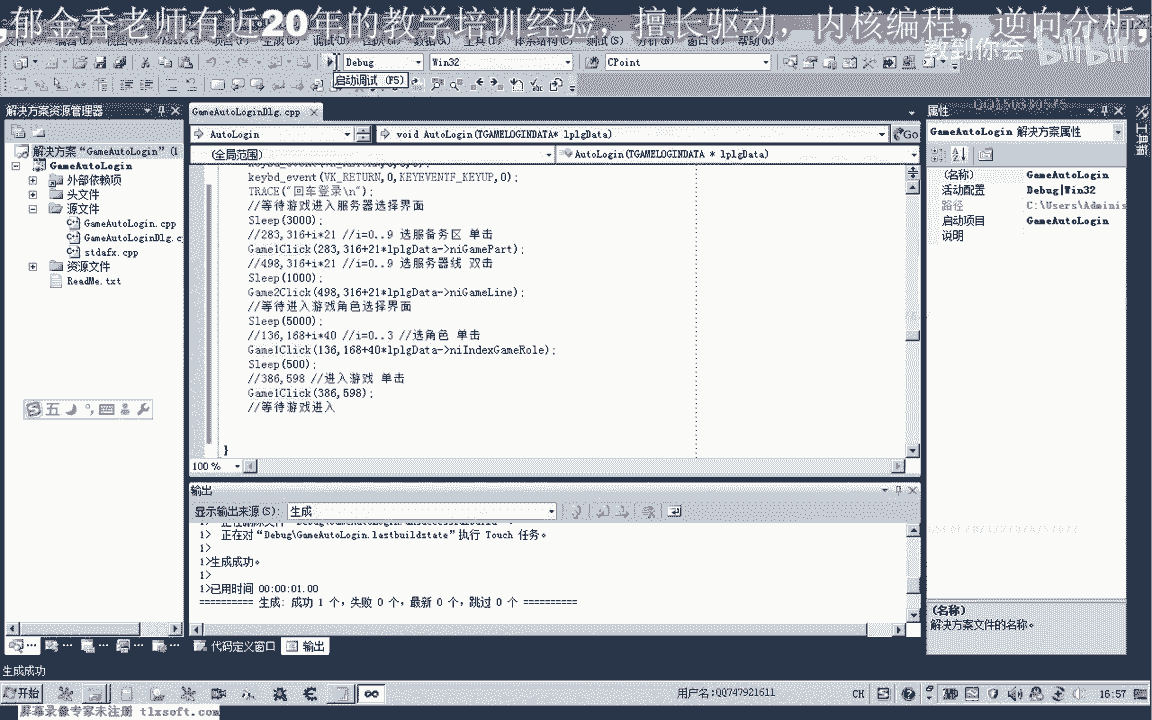 ,郁金香老师有近20年的教学培训经验，擅长驱动，内核编程，逆向分析,
教到你会 bilibili
Debug Win32 CPoint
启动调试 (F5)
解决方案资源管理器
解决方案“GameAutoLogin” (1
GameAutoLogin
外部依赖项
头文件
源文件
GameAutoLogin.cpp
GameAutoLoginDlg.c
stdafx.cpp
资源文件
ReadMe.txt
五
GameAutoLoginDlg.cpp
AutoLogin void AutoLogin(TGAMELOGINDATA* lplgData) Go
(全局范围) AutoLogin(TGAMELOGINDATA * lplgData)
keybd_event(VK_RETURN,0,KEYEVENTF_KEYUP,0);
TRACE("回车登录\n");
//等待游戏进入服务器选择界面
Sleep(3000);
//283,316+i*21 //i=0..9 选服备务区 单击
Game1Click(283,316+21*lplgData->niGamePart);
//498,316+i*21 //i=0..9 选服务器线 双击
Sleep(1000);
Game2Click(498,316+21*lplgData->niGameLine);
//等待进入游戏角色选择界面
Sleep(5000);
//136,168+i*40 //i=0..3 //选角色 单击
Game1Click(136,168+40*lplgData->niIndexGameRole);
Sleep(500);
//386,598 //进入游戏 单击
Game1Click(386,598);
//等待游戏进入
}
100 %
输出
显示输出来源(S): 生成
1> 正在对“Debug\GameAutoLogin.lastbuildstate”执行 Touch 任务。
1>
1>生成成功。
1>
1>已用时间 00:00:01.00
========== 生成: 成功 1 个，失败 0 个，最新 0 个，跳过 0 个 ==========
代码定义窗口 输出
属性
GameAutoLogin 解决方案属性
(名称) GameAutoLogin
活动配置 Debug|Win32
路径 C:\Users\Adminis
启动项目 GameAutoLogin
说明
(名称)
解决方案文件的名称。
工具箱
生成成功
开始
用户名:QQ747921611
CH
16:57
屏幕录像专家未注册 tlxsoft.com